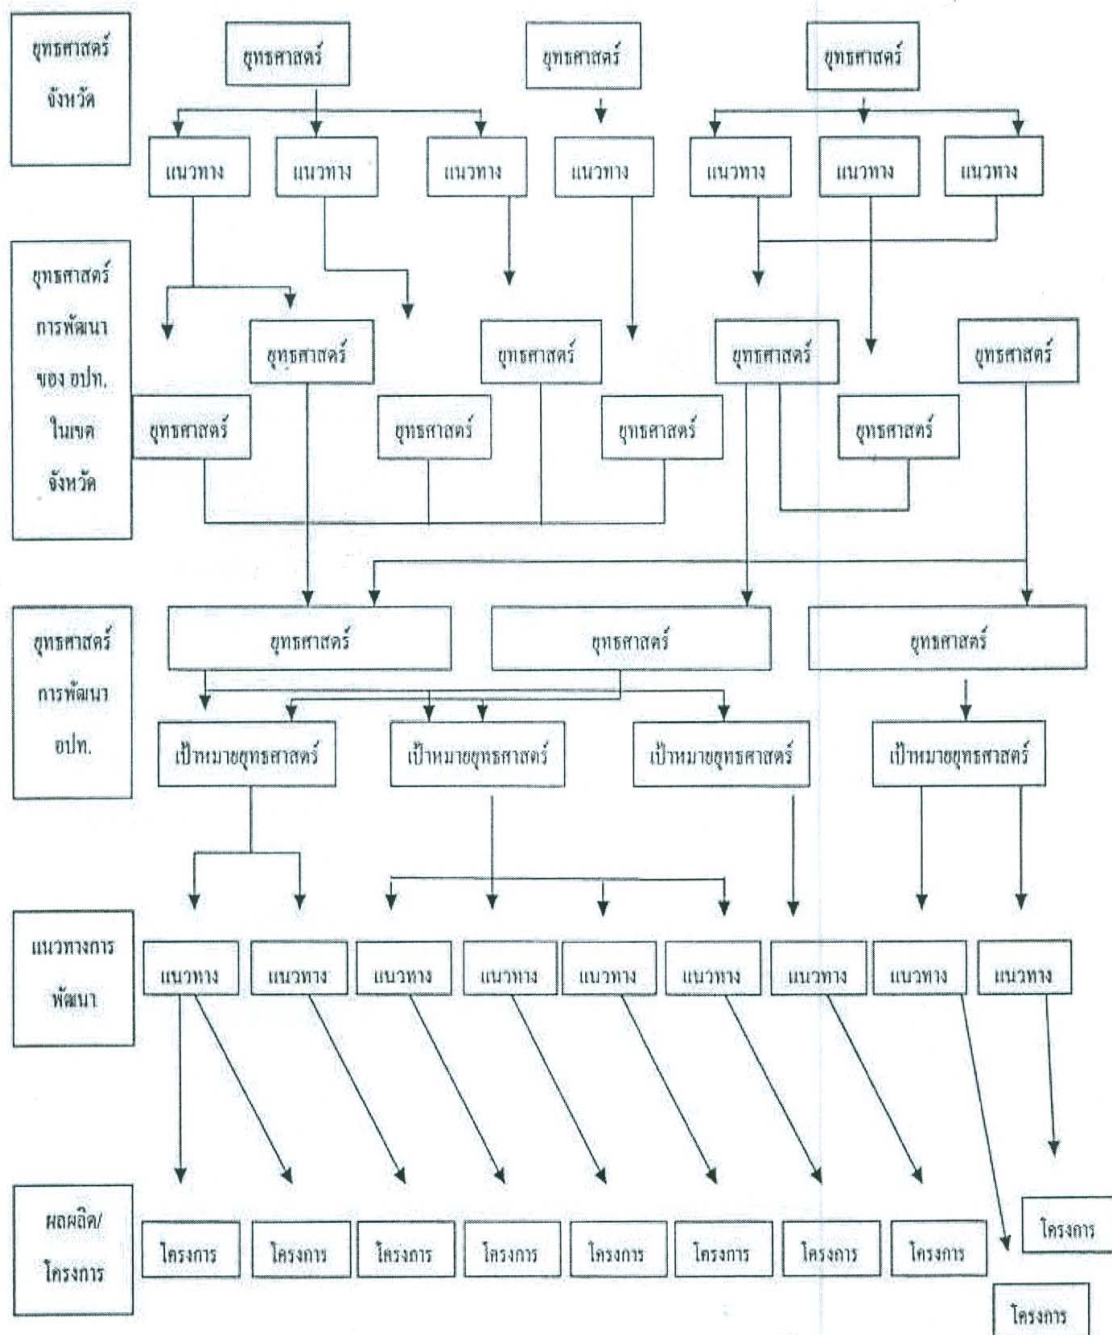 ยุทธศาสตร์
จังหวัด
ยุทธศาสตร์ ยุทธศาสตร์ ยุทธศาสตร์
แนวทาง แนวทาง แนวทาง แนวทาง แนวทาง แนวทาง แนวทาง
ยุทธศาสตร์
การพัฒนา
ของ อปท.
ในเขต
จังหวัด
ยุทธศาสตร์ ยุทธศาสตร์ ยุทธศาสตร์ ยุทธศาสตร์
ยุทธศาสตร์ ยุทธศาสตร์ ยุทธศาสตร์ ยุทธศาสตร์
ยุทธศาสตร์
การพัฒนา
อปท.
ยุทธศาสตร์ ยุทธศาสตร์ ยุทธศาสตร์
เป้าหมายยุทธศาสตร์ เป้าหมายยุทธศาสตร์ เป้าหมายยุทธศาสตร์ เป้าหมายยุทธศาสตร์
แนวทางการ
พัฒนา
แนวทาง แนวทาง แนวทาง แนวทาง แนวทาง แนวทาง แนวทาง แนวทาง แนวทาง
ผลผลิต/
โครงการ
โครงการ โครงการ โครงการ โครงการ โครงการ โครงการ โครงการ โครงการ โครงการ
โครงการ